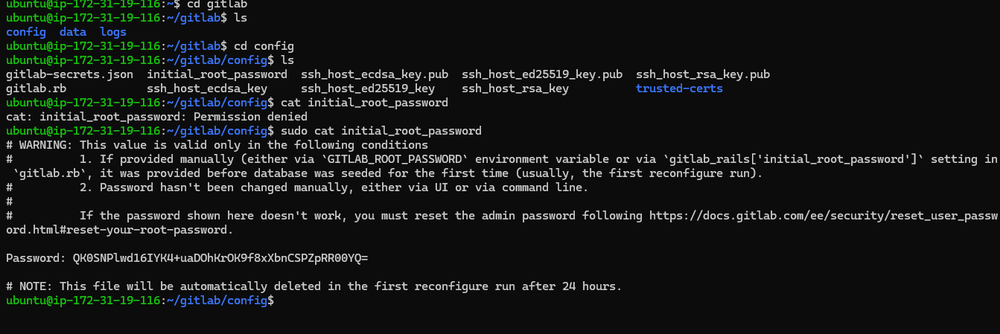 ubuntu@ip-172-31-19-116:~$ cd gitlab
ubuntu@ip-172-31-19-116:~/gitlab$ ls
config  data  logs
ubuntu@ip-172-31-19-116:~/gitlab$ cd config
ubuntu@ip-172-31-19-116:~/gitlab/config$ ls
gitlab-secrets.json  initial_root_password  ssh_host_ecdsa_key.pub  ssh_host_ed25519_key.pub  ssh_host_rsa_key.pub
gitlab.rb            ssh_host_ecdsa_key     ssh_host_ed25519_key    ssh_host_rsa_key          trusted-certs
ubuntu@ip-172-31-19-116:~/gitlab/config$ cat initial_root_password
cat: initial_root_password: Permission denied
ubuntu@ip-172-31-19-116:~/gitlab/config$ sudo cat initial_root_password
# WARNING: This value is valid only in the following conditions
#          1. If provided manually (either via `GITLAB_ROOT_PASSWORD` environment variable or via `gitlab_rails['initial_root_password']` setting in
 `gitlab.rb`, it was provided before database was seeded for the first time (usually, the first reconfigure run).
#          2. Password hasn't been changed manually, either via UI or via command line.
#
#          If the password shown here doesn't work, you must reset the admin password following https://docs.gitlab.com/ee/security/reset_user_passw
ord.html#reset-your-root-password.

Password: QK0SNPlwd16IYK4+uaDOhKrOK9f8xXbnCSPZpRR00YQ=

# NOTE: This file will be automatically deleted in the first reconfigure run after 24 hours.
ubuntu@ip-172-31-19-116:~/gitlab/config$